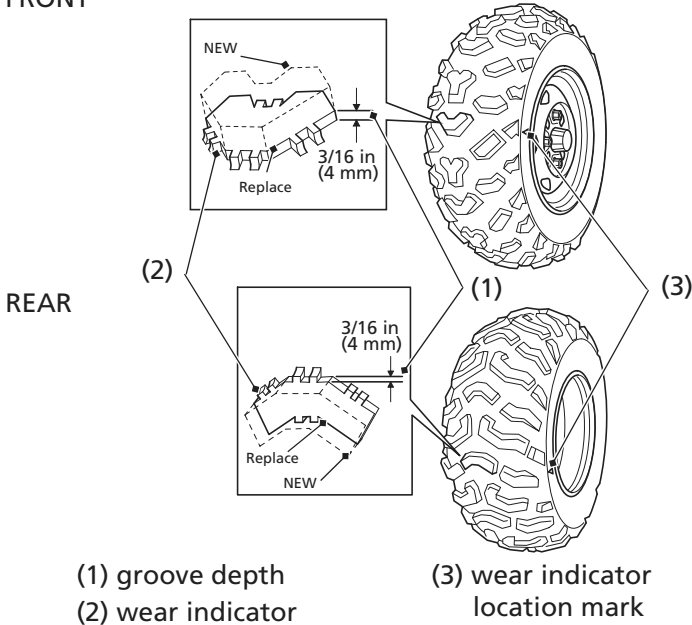 FRONT
NEW
3/16 in
(4 mm)
Replace
(2)
(1)
(3)
REAR
3/16 in
(4 mm)
Replace
NEW
(1) groove depth
(2) wear indicator
(3) wear indicator
location mark